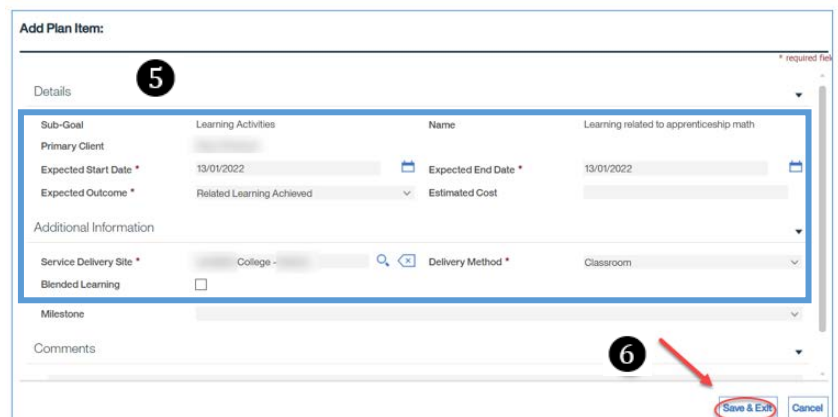 Add Plan Item:
* required fiel
5
Details
Sub-Goal Learning Activities Name Learning related to apprenticeship math
Primary Client
Expected Start Date * 13/01/2022 Expected End Date * 13/01/2022
Expected Outcome * Related Learning Achieved Estimated Cost
Additional Information
Service Delivery Site * College - Delivery Method * Classroom
Blended Learning
Milestone
Comments
6
Save & Exit Cancel